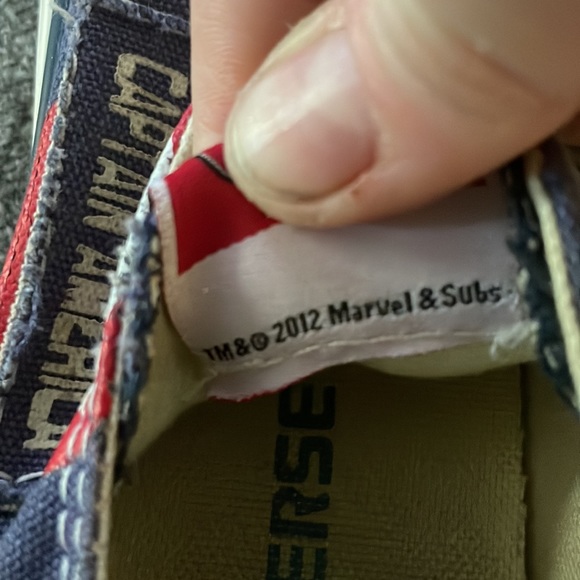 CAPTAIN AMERICA
TM&© 2012 Marvel & Subs
ERSE